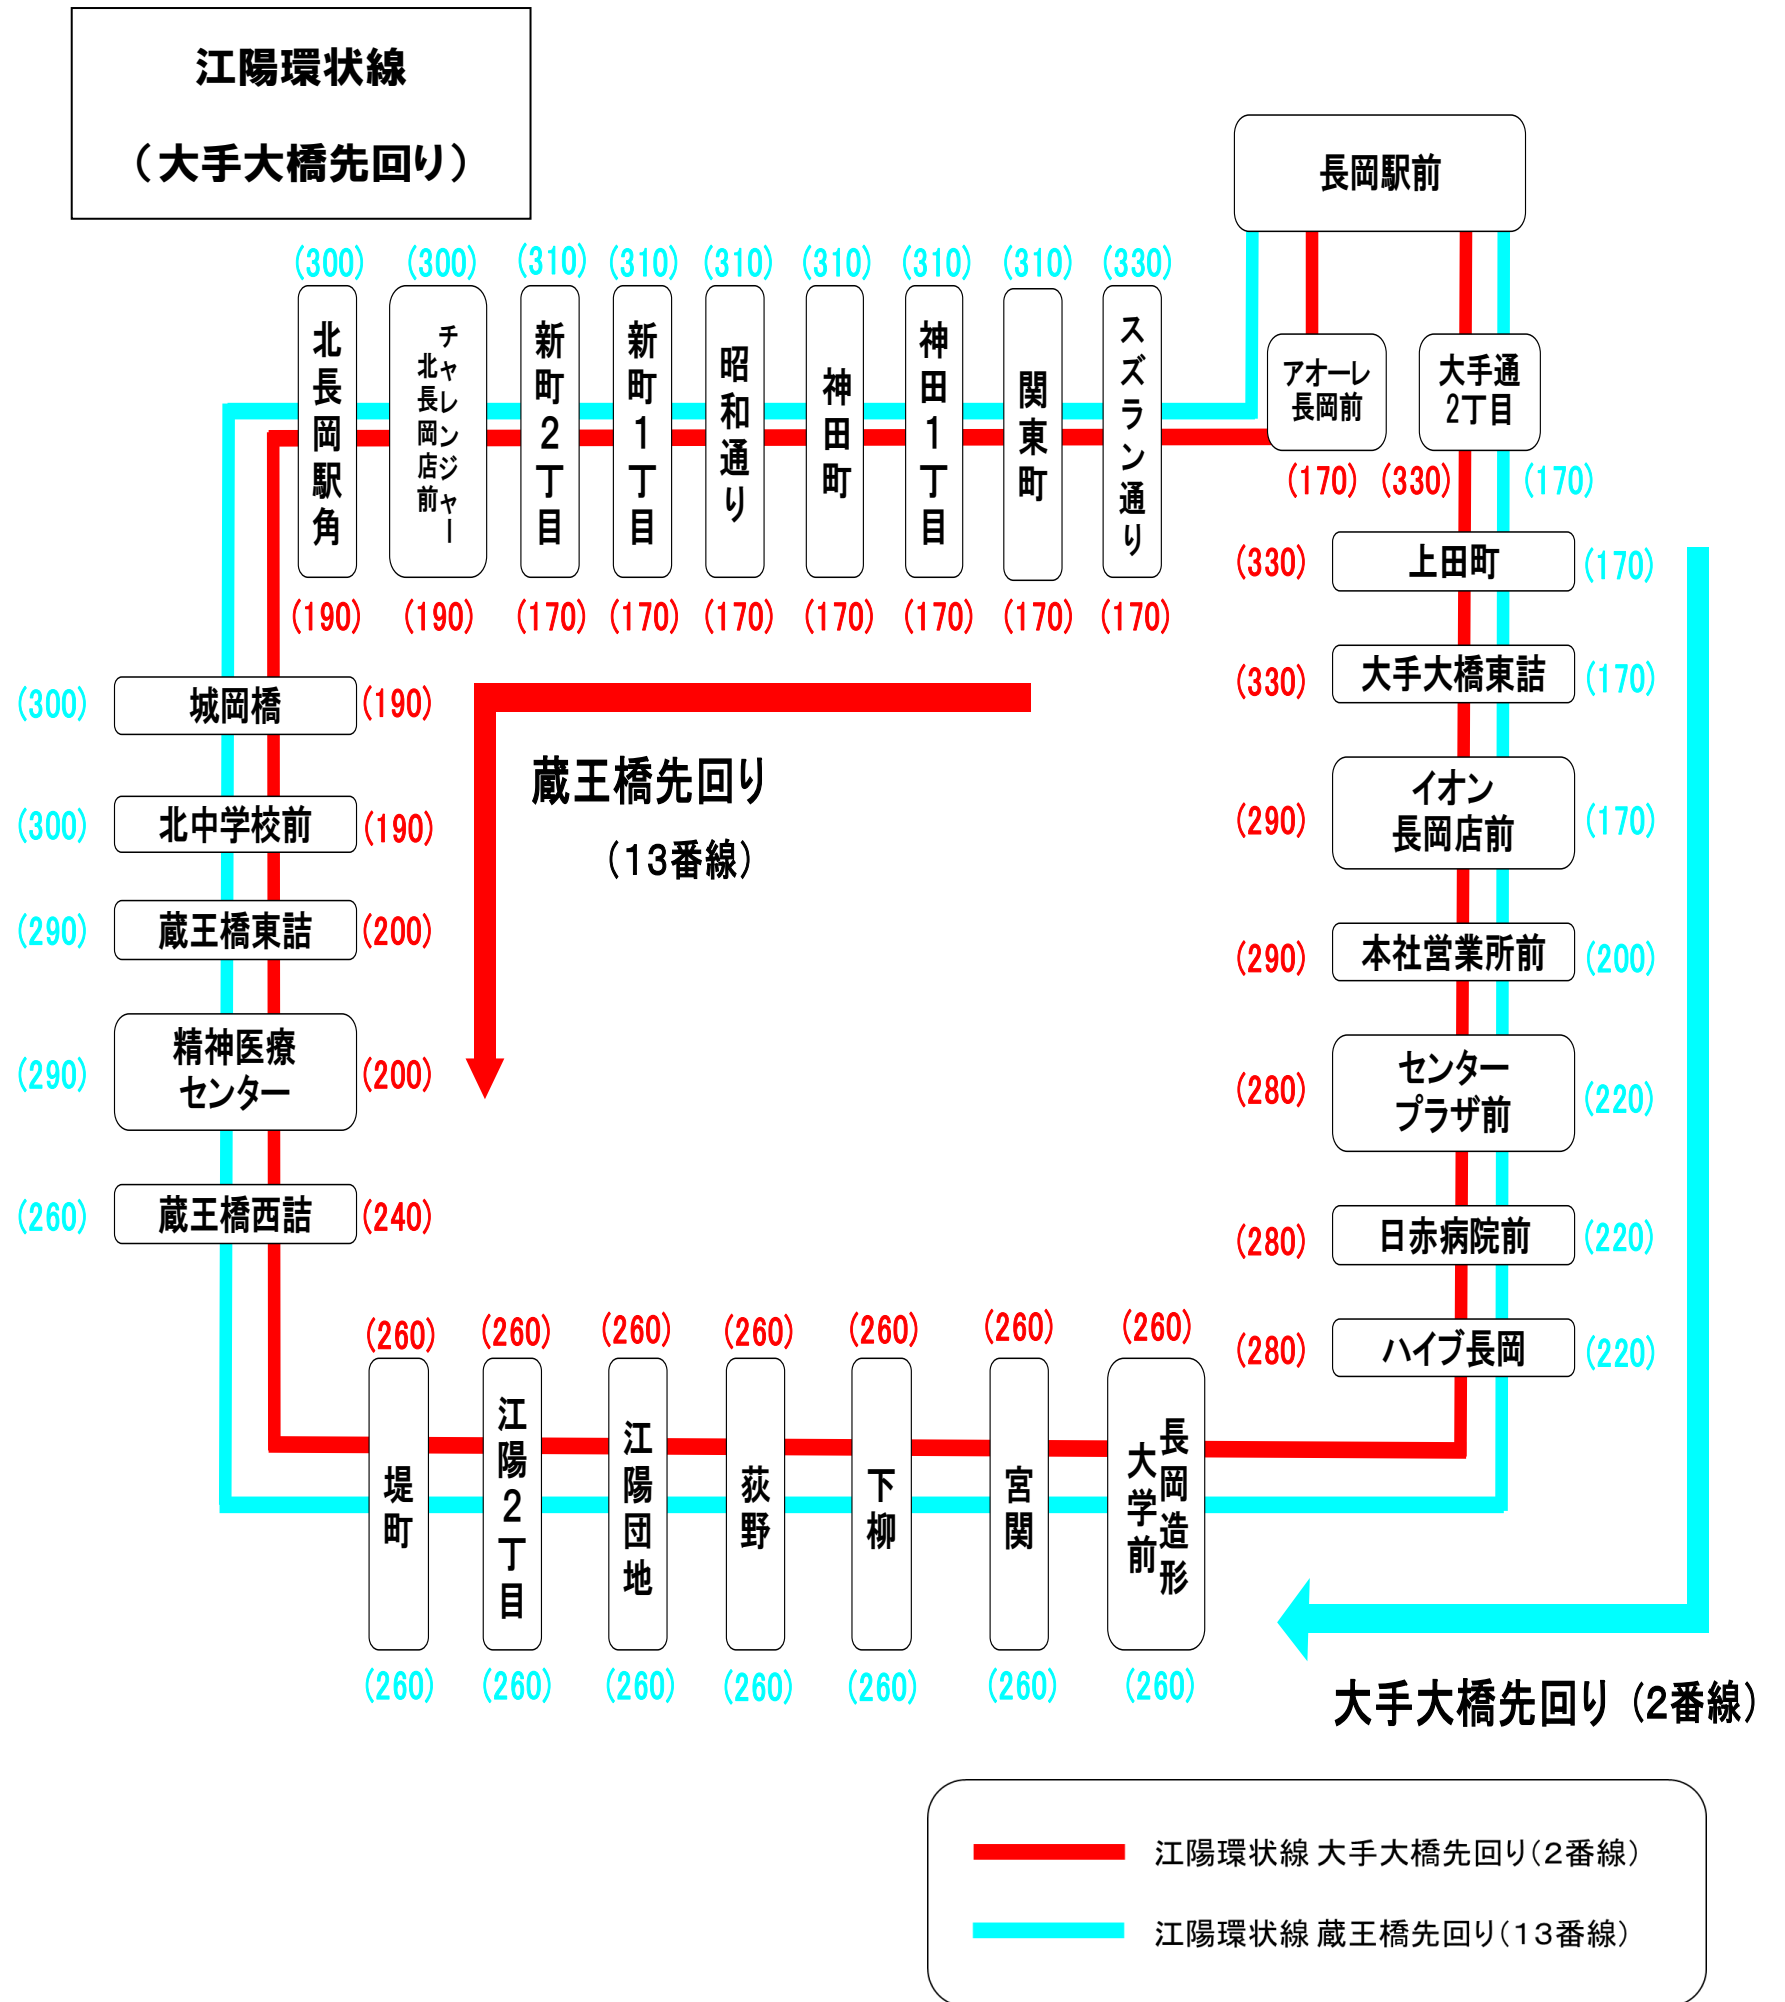 江陽環状線
（大手大橋先回り）
長岡駅前
(300) (300) (310) (310) (310) (310) (310) (310) (330)
北長岡駅角
チャレンジャー
北長岡店前
新町２丁目
新町１丁目
昭和通り
神田町
神田１丁目
関東町
スズラン通り
(190) (190) (170) (170) (170) (170) (170) (170) (170)
アオーレ
長岡前
大手通
2丁目
(170) (330) (170)
(330) 上田町 (170)
(330) 大手大橋東詰 (170)
イオン
(290) 長岡店前 (170)
(290) 本社営業所前 (200)
センター
(280) プラザ前 (220)
(280) 日赤病院前 (220)
(280) ハイブ長岡 (220)
(300) 城岡橋 (190)
(300) 北中学校前 (190)
(290) 蔵王橋東詰 (200)
精神医療
(290) センター (200)
(260) 蔵王橋西詰 (240)
蔵王橋先回り
（１３番線）
(260) (260) (260) (260) (260) (260) (260)
堤町
江陽２丁目
江陽団地
荻野
下柳
宮関
長岡造形
大学前
(260) (260) (260) (260) (260) (260) (260)
大手大橋先回り（２番線）
江陽環状線 大手大橋先回り（２番線）
江陽環状線 蔵王橋先回り（１３番線）